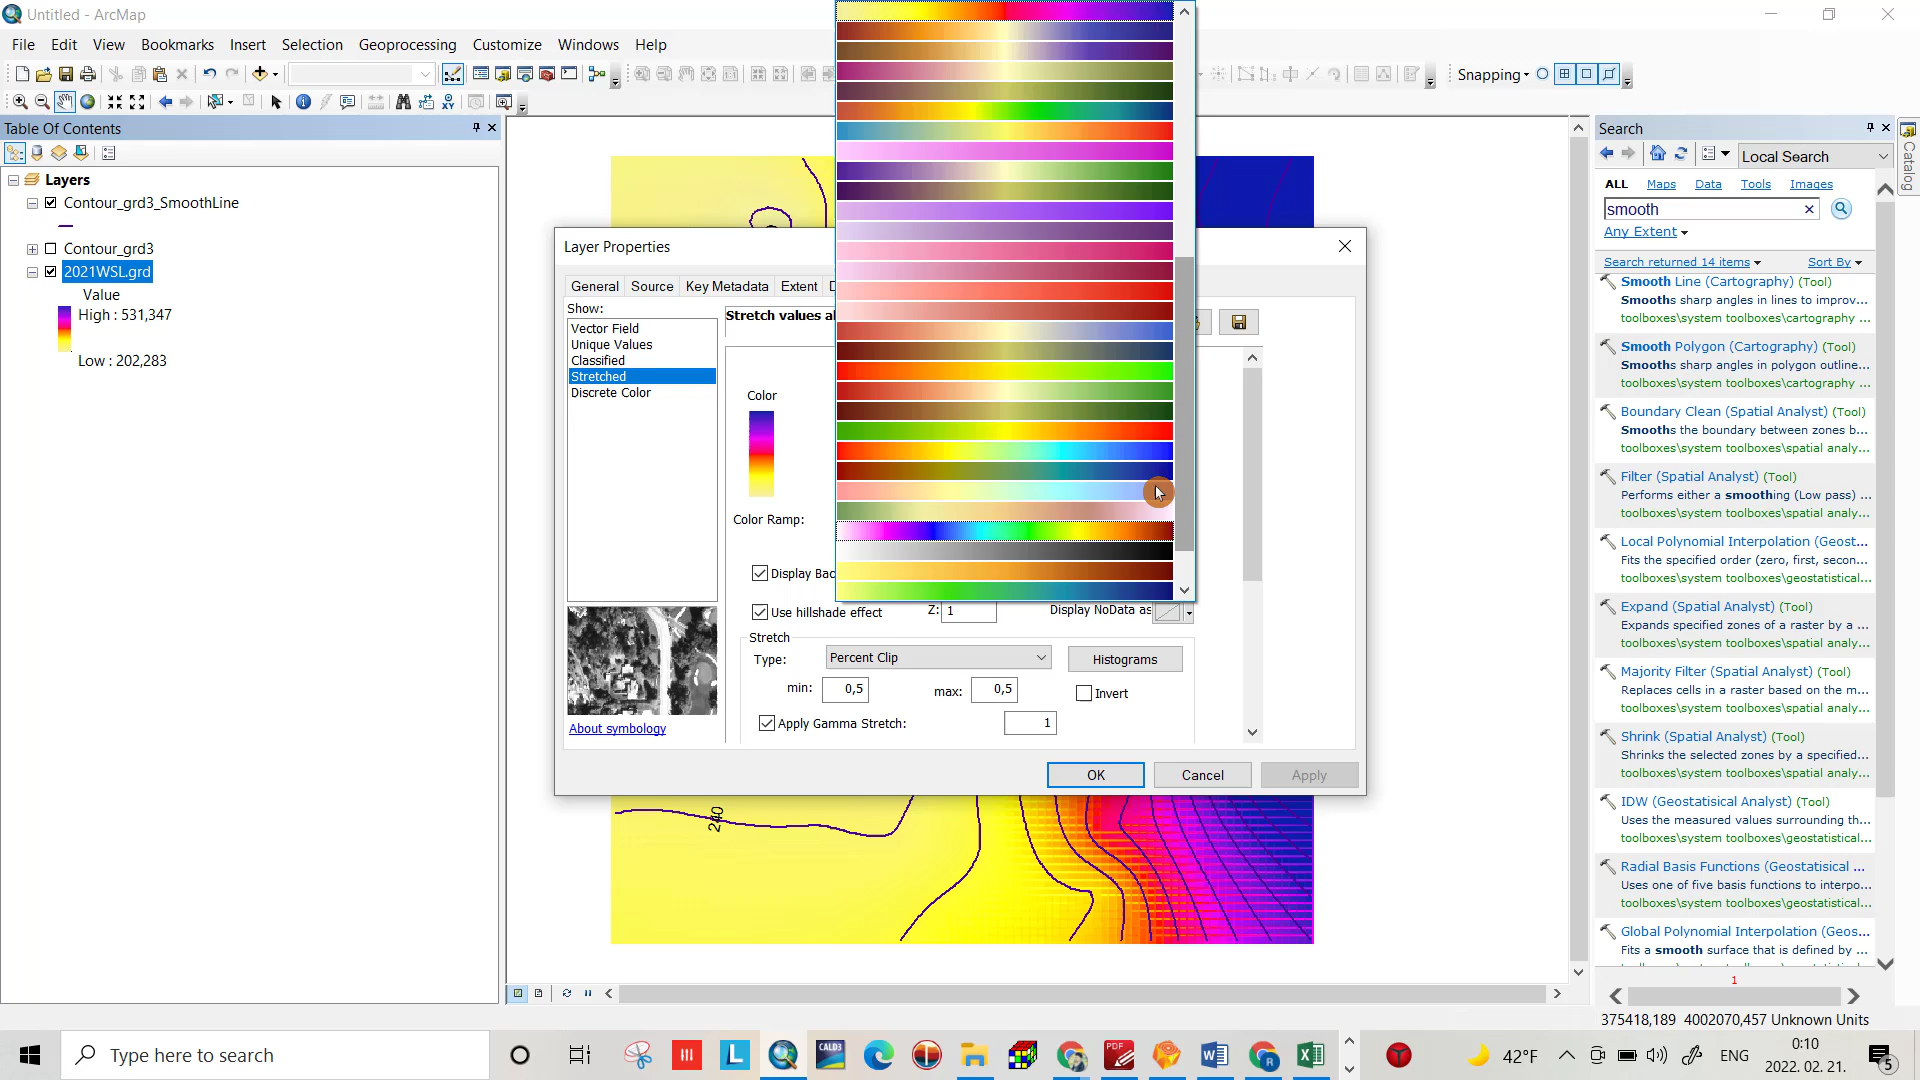 Untitled - ArcMap
File Edit View Bookmarks Insert Selection Geoprocessing Customize Windows Help
Snapping
Table Of Contents
Layers
Contour_grd3_SmoothLine
Contour_grd3
2021WSL.grd
Value
High : 531,347
Low : 202,283
240
Layer Properties
General Source Key Metadata Extent
Show:
Vector Field
Unique Values
Classified
Stretched
Discrete Color
About symbology
Stretch values al
Color
Color Ramp:
Display Bac
Use hillshade effect Z: 1 Display NoData as
Stretch
Type: Percent Clip Histograms
min: 0,5 max: 0,5 Invert
Apply Gamma Stretch: 1
OK Cancel Apply
Search
Catalog
Local Search
ALL Maps Data Tools Images
smooth
Any Extent
Search returned 14 items Sort By
Smooth Line (Cartography) (Tool)
Smooths sharp angles in lines to improv...
toolboxes\system toolboxes\cartography ...
Smooth Polygon (Cartography) (Tool)
Smooths sharp angles in polygon outline...
toolboxes\system toolboxes\cartography ...
Boundary Clean (Spatial Analyst) (Tool)
Smooths the boundary between zones b...
toolboxes\system toolboxes\spatial analy...
Filter (Spatial Analyst) (Tool)
Performs either a smoothing (Low pass) ...
toolboxes\system toolboxes\spatial analy...
Local Polynomial Interpolation (Geost...
Fits the specified order (zero, first, secon...
toolboxes\system toolboxes\geostatistical...
Expand (Spatial Analyst) (Tool)
Expands specified zones of a raster by a ...
toolboxes\system toolboxes\spatial analy...
Majority Filter (Spatial Analyst) (Tool)
Replaces cells in a raster based on the m...
toolboxes\system toolboxes\spatial analy...
Shrink (Spatial Analyst) (Tool)
Shrinks the selected zones by a specified...
toolboxes\system toolboxes\spatial analy...
IDW (Geostatisical Analyst) (Tool)
Uses the measured values surrounding th...
toolboxes\system toolboxes\geostatistical...
Radial Basis Functions (Geostatisical ...
Uses one of five basis functions to interpo...
toolboxes\system toolboxes\geostatistical...
Global Polynomial Interpolation (Geos...
Fits a smooth surface that is defined by ...
1
375418,189 4002070,457 Unknown Units
Type here to search
CALD3
PDF
42°F
ENG
0:10
2022. 02. 21.
5